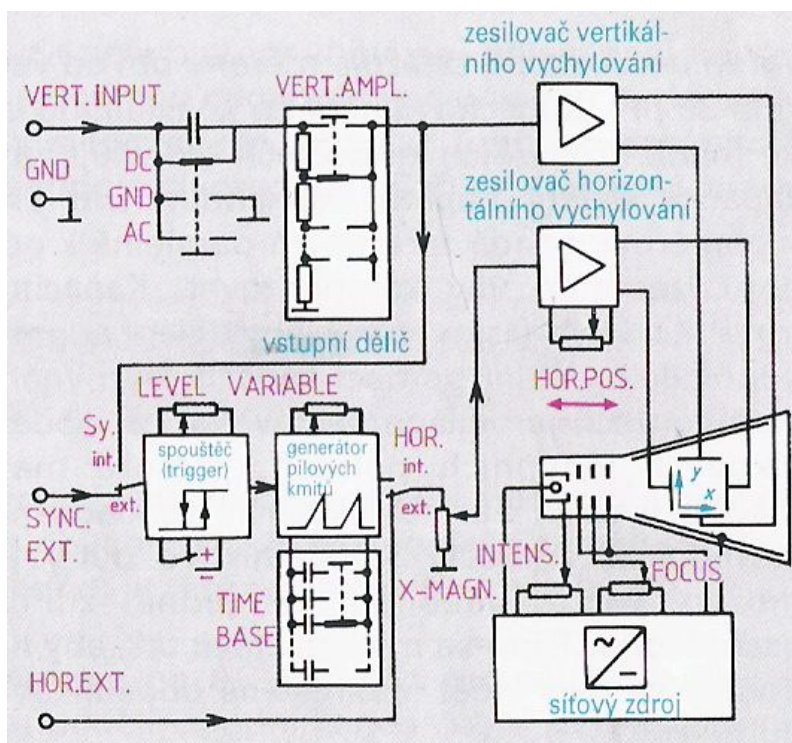 zesilovač vertikál-
ního vychylování
VERT. INPUT
VERT.AMPL.
GND
DC
GND
AC
zesilovač horizon-
tálního vychylování
vstupní dělič
HOR.POS.
LEVEL VARIABLE
Sy.
int.
spouštěč
(trigger)
generátor
pilových
kmitů
HOR.
int.
ext.
ext.
SYNC.
EXT.
+
−
y
x
INTENS.
FOCUS
X-MAGN.
TIME
BASE
~
−
HOR.EXT.
síťový zdroj